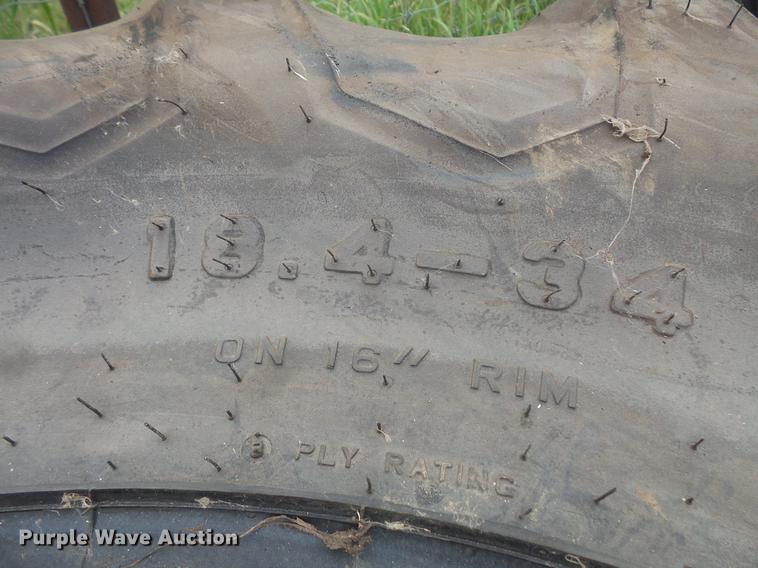 18.4-34
ON 16" RIM
8 PLY RATING
Purple Wave Auction